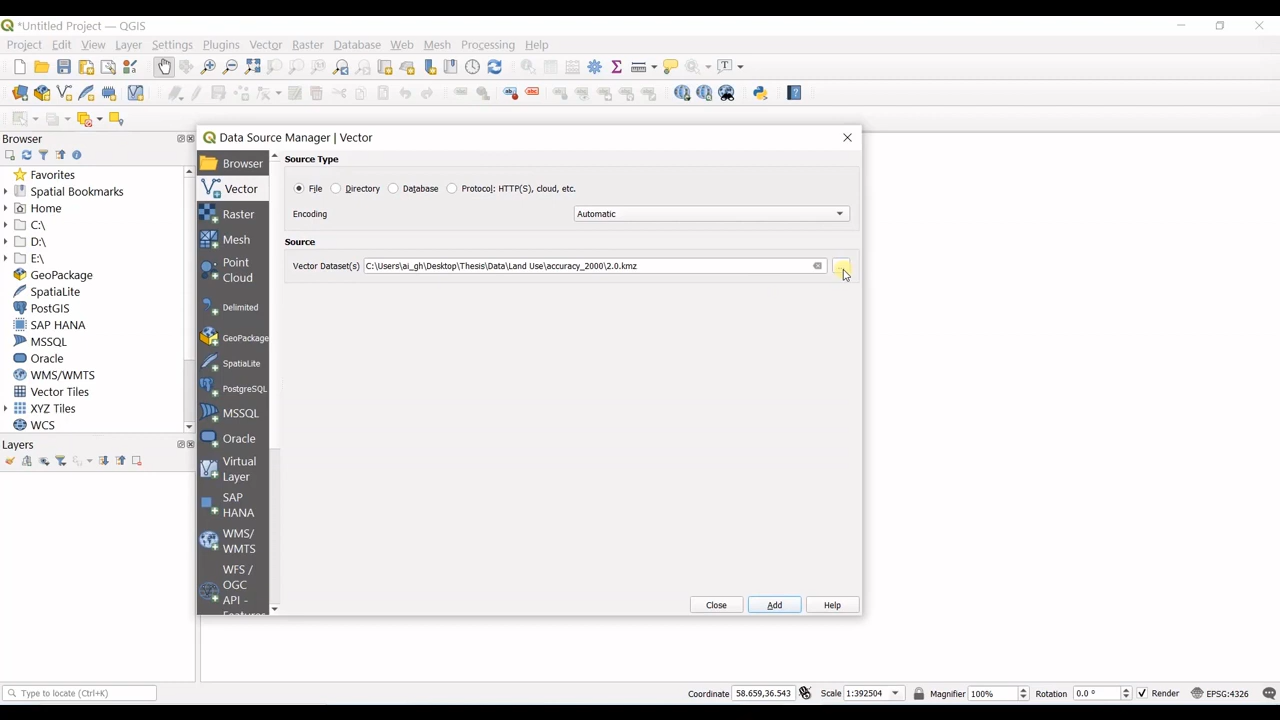 *Untitled Project — QGIS
Project Edit View Layer Settings Plugins Vector Raster Database Web Mesh Processing Help
Browser
Favorites
Spatial Bookmarks
Home
C:\
D:\
E:\
GeoPackage
SpatiaLite
PostGIS
SAP HANA
MSSQL
Oracle
WMS/WMTS
Vector Tiles
XYZ Tiles
WCS
Layers
Data Source Manager | Vector
Browser
Vector
Raster
Mesh
Point
Cloud
Delimited
GeoPackage
SpatiaLite
PostgreSQL
MSSQL
Oracle
Virtual
Layer
SAP
HANA
WMS/
WMTS
WFS /
OGC
API -
Features
Source Type
File Directory Database Protocol: HTTP(S), cloud, etc.
Encoding Automatic
Source
Vector Dataset(s) C:\Users\ai_gh\Desktop\Thesis\Data\Land Use\accuracy_2000\2.0.kmz
Close Add Help
Type to locate (Ctrl+K) Coordinate 58.659,36.543 Scale 1:392504 Magnifier 100% Rotation 0.0 ° Render EPSG:4326